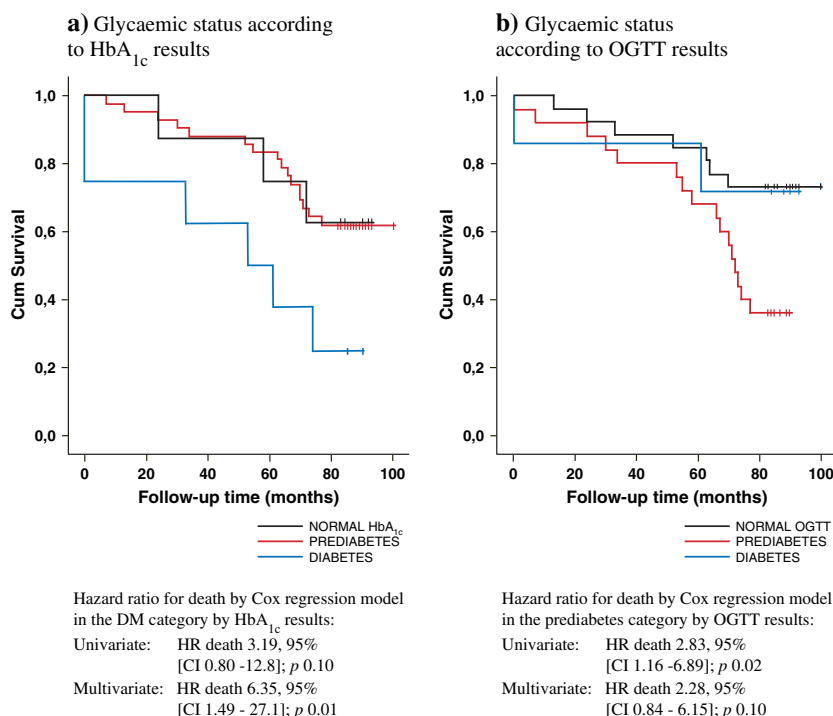 a) Glycaemic status according
to HbA1c results
Cum Survival
1,0
0,8
0,6
0,4
0,2
0,0
0 20 40 60 80 100
Follow-up time (months)
NORMAL HbA1c
PREDIABETES
DIABETES
Hazard ratio for death by Cox regression model
in the DM category by HbA1c results:
Univariate: HR death 3.19, 95%
[CI 0.80 -12.8]; p 0.10
Multivariate: HR death 6.35, 95%
[CI 1.49 - 27.1]; p 0.01
b) Glycaemic status
according to OGTT results
Cum Survival
1,0
0,8
0,6
0,4
0,2
0,0
0 20 40 60 80 100
Follow-up time (months)
NORMAL OGTT
PREDIABETES
DIABETES
Hazard ratio for death by Cox regression model
in the prediabetes category by OGTT results:
Univariate: HR death 2.83, 95%
[CI 1.16 -6.89]; p 0.02
Multivariate: HR death 2.28, 95%
[CI 0.84 - 6.15]; p 0.10